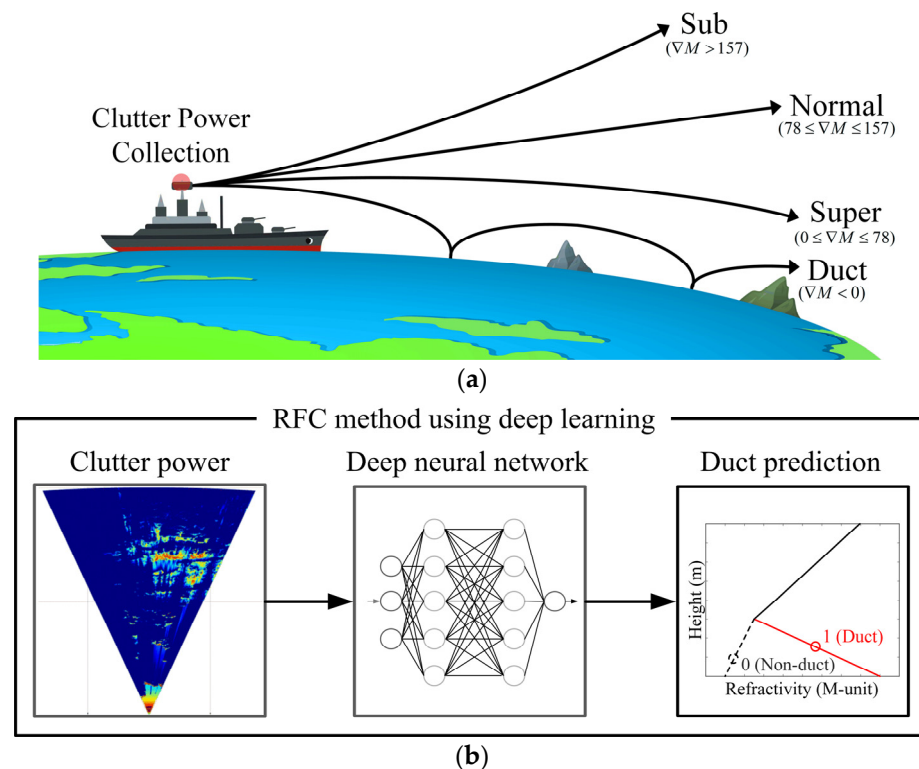 Sub
(∇M >157)
Clutter Power
Collection
Normal
(78 ≤ ∇M ≤ 157)
Super
(0 ≤ ∇M ≤ 78)
Duct
(∇M < 0)
(a)
RFC method using deep learning
Clutter power
Deep neural network
Duct prediction
Height (m)
1 (Duct)
0 (Non-duct)
Refractivity (M-unit)
(b)